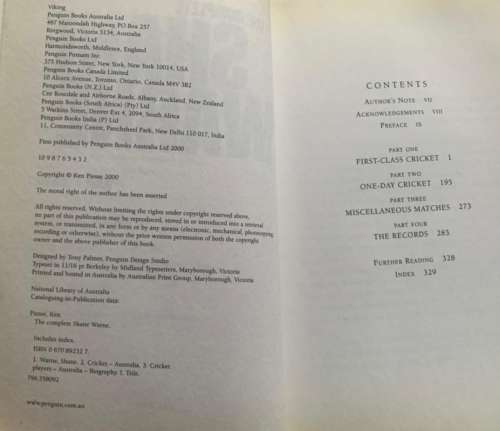 Viking
Penguin Books Australia Ltd
487 Maroondah Highway, PO Box 257
Ringwood, Victoria 3134, Australia
Penguin Books Ltd
Harmondsworth, Middlesex, England
Penguin Putnam Inc.
375 Hudson Street, New York, New York 10014, USA
Penguin Books Canada Limited
10 Alcorn Avenue, Toronto, Ontario, Canada M4V 3B2
Penguin Books (N.Z.) Ltd
Cnr Rosedale and Airborne Roads, Albany, Auckland, New Zealand
Penguin Books (South Africa) (Pty) Ltd
5 Watkins Street, Denver Ext 4, 2094, South Africa
Penguin Books India (P) Ltd
11, Community Centre, Panchsheel Park, New Delhi 110 017, India
First published by Penguin Books Australia Ltd 2000
10 9 8 7 6 5 4 3 2
Copyright © Ken Piesse 2000
The moral right of the author has been asserted
All rights reserved. Without limiting the rights under copyright reserved above,
no part of this publication may be reproduced, stored in or introduced into a retrieval
system, or transmitted, in any form or by any means (electronic, mechanical, photocopying,
recording or otherwise), without the prior written permission of both the copyright
owner and the above publisher of this book.
Designed by Tony Palmer, Penguin Design Studio
Typeset in 11/16 pt Berkeley by Midland Typesetters, Maryborough, Victoria
Printed and bound in Australia by Australian Print Group, Maryborough, Victoria
National Library of Australia
Cataloguing-in-Publication data:
Piesse, Ken.
The complete Shane Warne.
Includes index.
ISBN 0 670 89232 7.
1. Warne, Shane. 2. Cricket – Australia. 3. Cricket
players – Australia – Biography. I. Title.
796.358092
www.penguin.com.au
CONTENTS
AUTHOR'S NOTE VII
ACKNOWLEDGEMENTS VIII
PREFACE IX
PART ONE
FIRST-CLASS CRICKET 1
PART TWO
ONE-DAY CRICKET 195
PART THREE
MISCELLANEOUS MATCHES 273
PART FOUR
THE RECORDS 283
FURTHER READING 328
INDEX 329